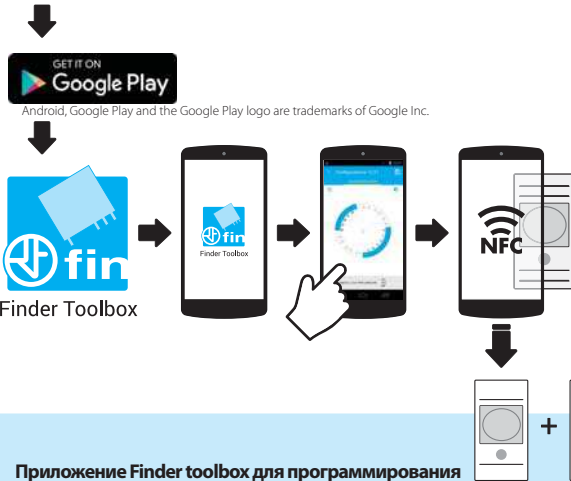 GET IT ON
Google Play
Android, Google Play and the Google Play logo are trademarks of Google Inc.
fin
Finder Toolbox
fin
Finder Toolbox
NFC
+
Приложение Finder toolbox для программирования